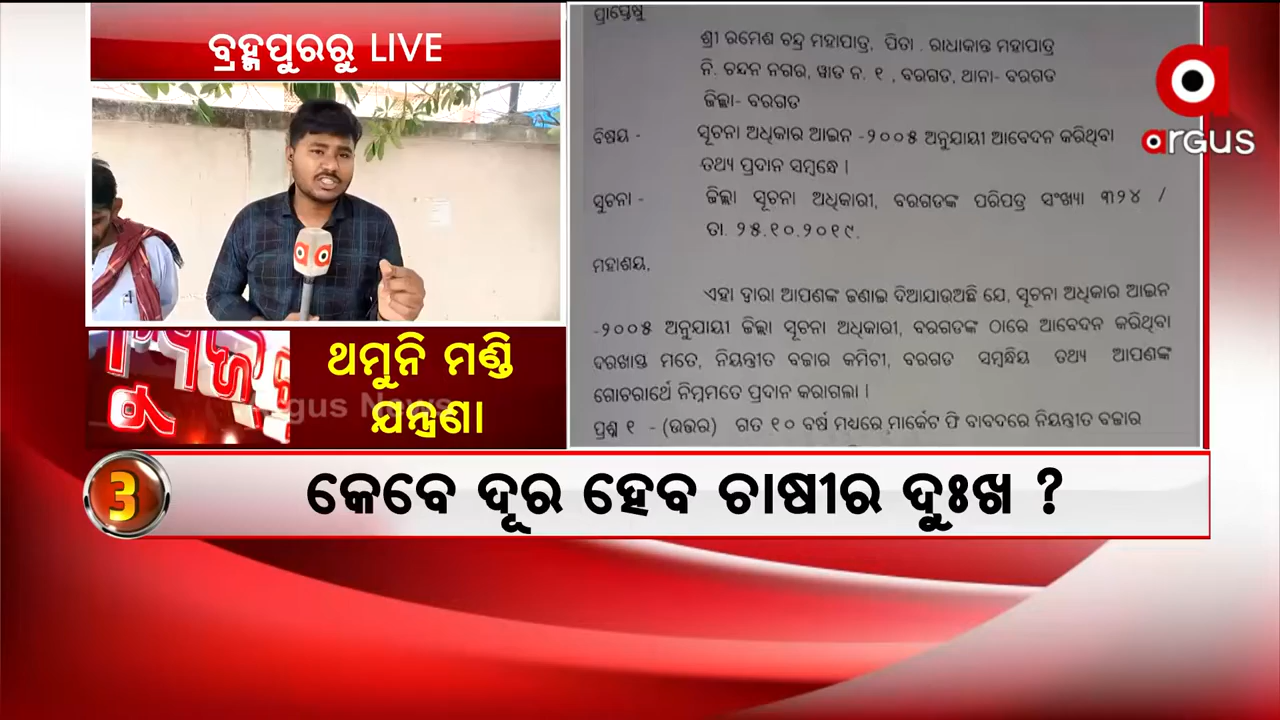 ବ୍ରହ୍ମପୁରରୁ LIVE
ଥମୁନି ମଣ୍ଡି
ଯନ୍ତ୍ରଣା
Argus News
3
କେବେ ଦୂର ହେବ ଚାଷୀର ଦୁଃଖ ?
argus
ପ୍ରାପ୍ତେଷୁ
ଶ୍ରୀ ରମେଶ ଚନ୍ଦ୍ର ମହାପାତ୍ର, ପିତା . ରାଧାକାନ୍ତ ମହାପାତ୍ର
ନି. ଚନ୍ଦନ ନଗର, ୱାଡ ନ. ୧ , ବରଗଡ, ଥାନା- ବରଗଡ
ଜିଲ୍ଲା- ବରଗଡ
ବିଷୟ - ସୂଚନା ଅଧିକାର ଆଇନ -୨୦୦୫ ଅନୁଯାୟୀ ଆବେଦନ କରିଥିବା
ତଥ୍ୟ ପ୍ରଦାନ ସମ୍ବନ୍ଧେ |
ସୁଚନା - ଜିଲ୍ଲା ସୂଚନା ଅଧିକାରୀ, ବରଗଡଙ୍କ ପରିପତ୍ର ସଂଖ୍ୟା ୩୨୪ /
ତା. ୨୫.୧୦.୨୦୧୯.
ମହାଶୟ,
ଏହା ଦ୍ବାରା ଆପଣଙ୍କ ଜଣାଇ ଦିଆଯାଉଅଛି ଯେ, ସୂଚନା ଅଧିକାର ଆଇନ
-୨୦୦୫ ଅନୁଯାୟୀ ଜିଲ୍ଲା ସୂଚନା ଅଧିକାରୀ, ବରଗଡଙ୍କ ଠାରେ ଆବେଦନ କରିଥିବା
ଦରଖାସ୍ତ ମତେ, ନିୟନ୍ତୀତ ବଜାର କମିଟୀ, ବରଗଡ ସମ୍ବନ୍ଧିୟ ତଥ୍ୟ ଆପଣଙ୍କ
ଗୋଚରାର୍ଥେ ନିମ୍ନମତେ ପ୍ରଦାନ କରାଗଲା |
ପ୍ରଶ୍ନ ୧ - (ଉତ୍ତର) ଗତ ୧୦ ବର୍ଷ ମଧ୍ୟରେ ମାର୍କେଟ ଫି ବାବଦରେ ନିୟନ୍ତୀତ ବଜାର